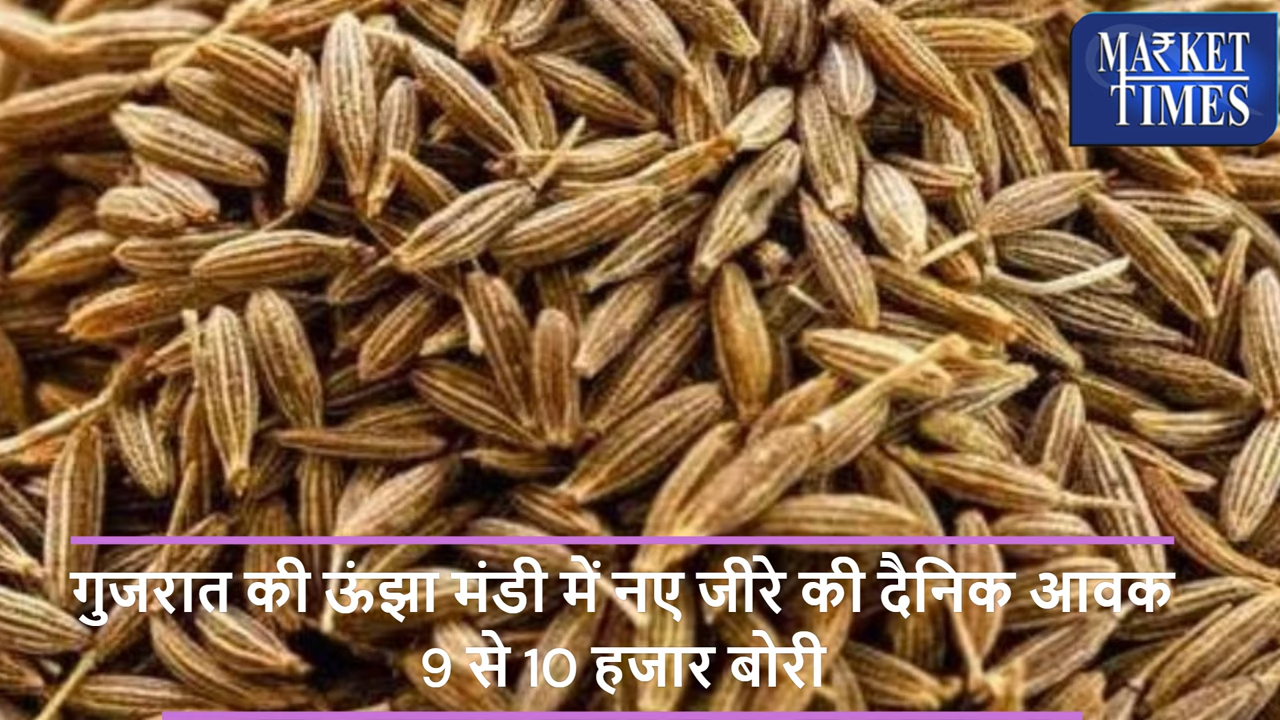 MA₹KET
TIMES
गुजरात की ऊंझा मंडी में नए जीरे की दैनिक आवक
9 से 10 हजार बोरी